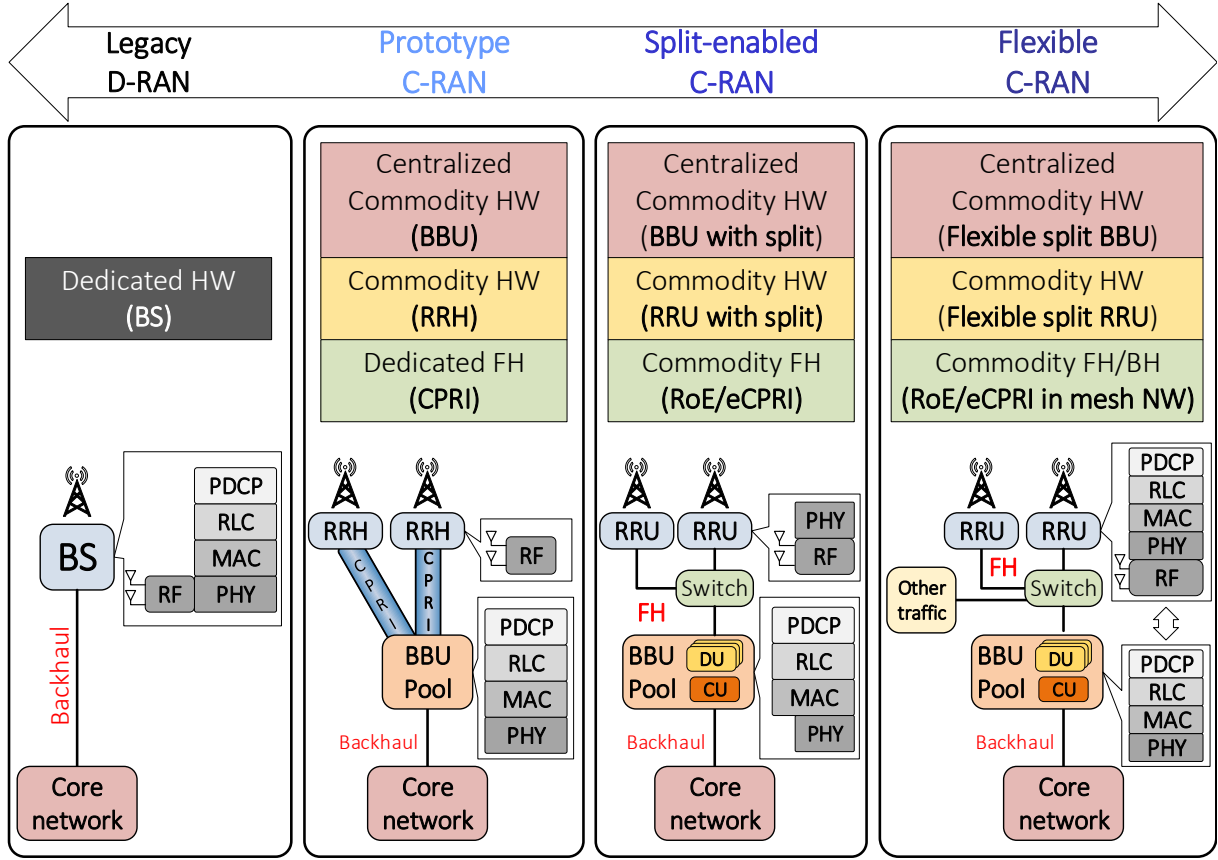 Legacy
D-RAN
Prototype
C-RAN
Split-enabled
C-RAN
Flexible
C-RAN
Dedicated HW
(BS)
BS
PDCP
RLC
MAC
RF
PHY
Backhaul
Core
network
Centralized
Commodity HW
(BBU)
Commodity HW
(RRH)
Dedicated FH
(CPRI)
RRH
RRH
RF
CPRI
CPRI
BBU
Pool
PDCP
RLC
MAC
PHY
Backhaul
Core
network
Centralized
Commodity HW
(BBU with split)
Commodity HW
(RRU with split)
Commodity FH
(RoE/eCPRI)
RRU
RRU
PHY
RF
Switch
FH
BBU
Pool
DU
CU
PDCP
RLC
MAC
PHY
Backhaul
Core
network
Centralized
Commodity HW
(Flexible split BBU)
Commodity HW
(Flexible split RRU)
Commodity FH/BH
(RoE/eCPRI in mesh NW)
RRU
RRU
PDCP
RLC
MAC
PHY
RF
FH
Other
traffic
Switch
BBU
Pool
DU
CU
PDCP
RLC
MAC
PHY
Backhaul
Core
network